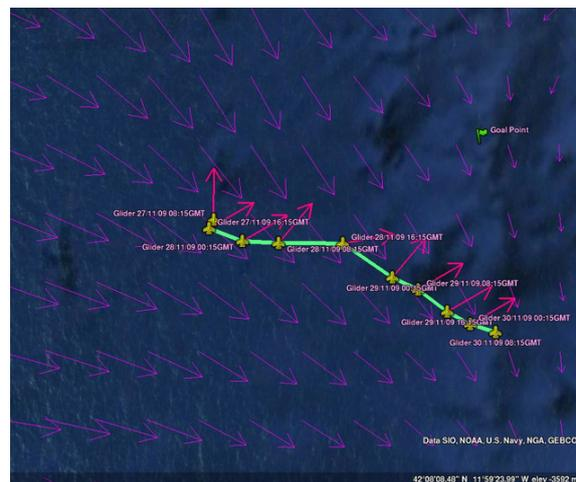 Goal Point
Glider 27/11/09 08:15GMT
Glider 27/11/09 16:15GMT
Glider 28/11/09 00:15GMT
Glider 28/11/09 08:15GMT
Glider 28/11/09 16:15GMT
Glider 29/11/09 00:15GMT
Glider 29/11/09 08:15GMT
Glider 29/11/09 16:15GMT
Glider 30/11/09 00:15GMT
Glider 30/11/09 08:15GMT
Data SIO, NOAA, U.S. Navy, NGA, GEBCO
42°08'08.48" N 11°59'23.99" W elev -3592 m